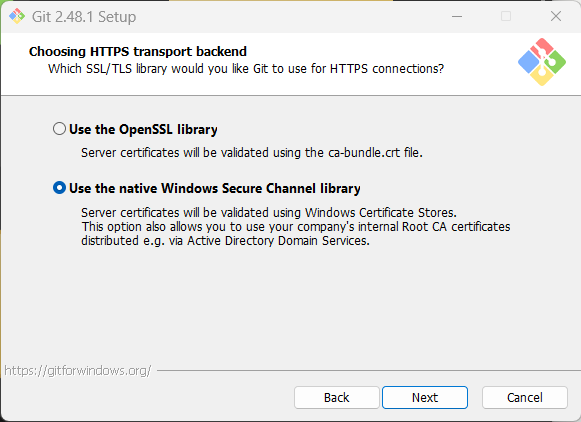 Git 2.48.1 Setup
Choosing HTTPS transport backend
Which SSL/TLS library would you like Git to use for HTTPS connections?
Use the OpenSSL library
Server certificates will be validated using the ca-bundle.crt file.
Use the native Windows Secure Channel library
Server certificates will be validated using Windows Certificate Stores.
This option also allows you to use your company's internal Root CA certificates
distributed e.g. via Active Directory Domain Services.
https://gitforwindows.org/
Back Next Cancel